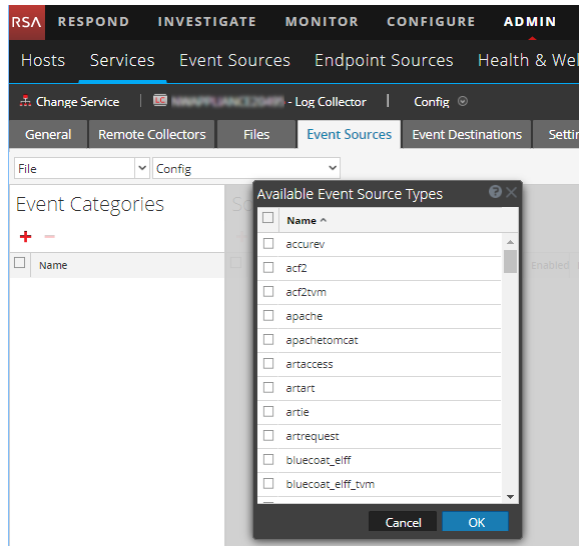 RSA RESPOND INVESTIGATE MONITOR CONFIGURE ADMIN
Hosts Services Event Sources Endpoint Sources Health & Wel
Change Service LC - Log Collector Config
General Remote Collectors Files Event Sources Event Destinations Settin
File Config
Event Categories
Available Event Source Types
Name
Name
Enabled
accurev
acf2
acf2tvm
apache
apachetomcat
artaccess
artart
artie
artrequest
bluecoat_elff
bluecoat_elff_tvm
Cancel OK